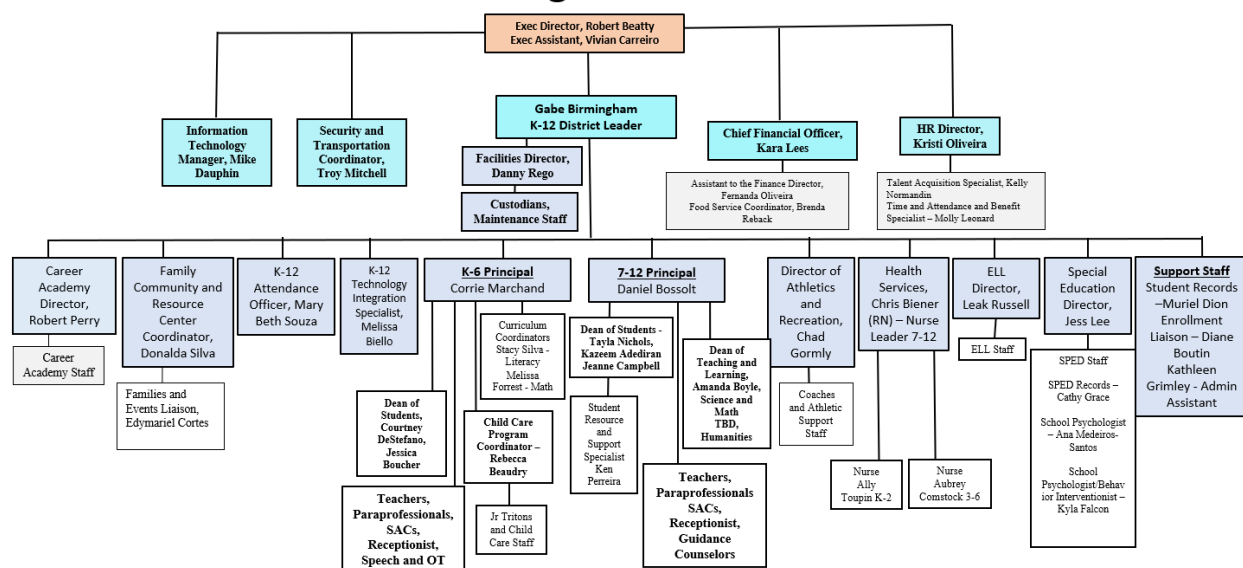 Exec Director, Robert Beatty
Exec Assistant, Vivian Carreiro
Gabe Birmingham
K-12 District Leader
Information
Technology
Manager, Mike
Dauphin
Security and
Transportation
Coordinator,
Troy Mitchell
Chief Financial Officer,
Kara Lees
HR Director,
Kristi Oliveira
Facilities Director,
Danny Rego
Custodians,
Maintenance Staff
Assistant to the Finance Director,
Fernanda Oliveira
Food Service Coordinator, Brenda
Reback
Talent Acquisition Specialist, Kelly
Normandin
Time and Attendance and Benefit
Specialist – Molly Leonard
Career
Academy
Director,
Robert Perry
Career
Academy Staff
Family
Community and
Resource
Center
Coordinator,
Donalda Silva
Families and
Events Liaison,
Edymariel Cortes
K-12
Attendance
Officer, Mary
Beth Souza
K-12
Technology
Integration
Specialist,
Melissa
Biello
K-6 Principal
Corrie Marchand
Curriculum
Coordinators
Stacy Silva -
Literacy
Melissa
Forrest - Math
Dean of
Students,
Courtney
DeStefano,
Jessica
Boucher
Child Care
Program
Coordinator –
Rebecca
Beaudry
Teachers,
Paraprofessionals,
SACs,
Receptionist,
Speech and OT
Jr Tritons
and Child
Care Staff
7-12 Principal
Daniel Bossolt
Dean of Students -
Tayla Nichols,
Kazeem Adediran
Jeanne Campbell
Student
Resource
and
Support
Specialist
Ken
Perreira
Dean of
Teaching and
Learning,
Amanda Boyle,
Science and
Math
TBD,
Humanities
Teachers,
Paraprofessionals
SACs,
Receptionist,
Guidance
Counselors
Director of
Athletics
and
Recreation,
Chad
Gormly
Coaches
and Athletic
Support
Staff
Health
Services,
Chris Biener
(RN) – Nurse
Leader 7-12
Nurse
Ally
Toupin K-2
Nurse
Aubrey
Comstock 3-6
ELL
Director,
Leak Russell
ELL Staff
Special
Education
Director,
Jess Lee
SPED Staff
SPED Records –
Cathy Grace
School Psychologist
– Ana Medeiros-
Santos
School
Psychologist/Behav
ior Interventionist –
Kyla Falcon
Support Staff
Student Records
–Muriel Dion
Enrollment
Liaison – Diane
Boutin
Kathleen
Grimley - Admin
Assistant